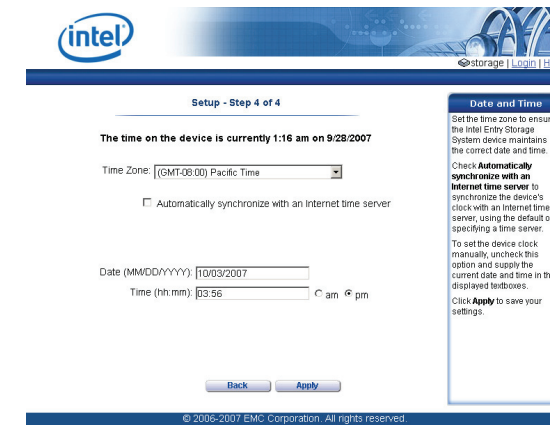 intel
storage | Login | H
Setup - Step 4 of 4
The time on the device is currently 1:16 am on 9/28/2007
Time Zone: (GMT-08:00) Pacific Time
Automatically synchronize with an Internet time server
Date (MM/DD/YYYY): 10/03/2007
Time (hh:mm): 03:56 am pm
Back Apply
Date and Time
Set the time zone to ensur
the Intel Entry Storage
System device maintains
the correct date and time.
Check Automatically
synchronize with an
Internet time server to
synchronize the device's
clock with an Internet time
server, using the default o
specifying a time server.
To set the device clock
manually, uncheck this
option and supply the
current date and time in th
displayed textboxes.
Click Apply to save your
settings.
© 2006-2007 EMC Corporation. All rights reserved.